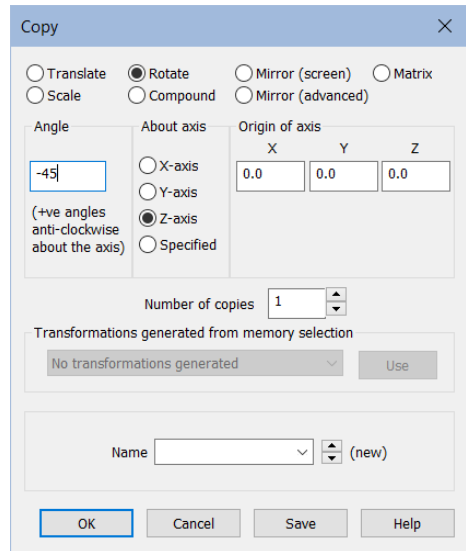 Copy
Translate Rotate Mirror (screen) Matrix
Scale Compound Mirror (advanced)
Angle About axis Origin of axis
X Y Z
-45 X-axis 0.0 0.0 0.0
Y-axis
(+ve angles Z-axis
anti-clockwise
about the axis) Specified
Number of copies 1
Transformations generated from memory selection
No transformations generated Use
Name (new)
OK Cancel Save Help